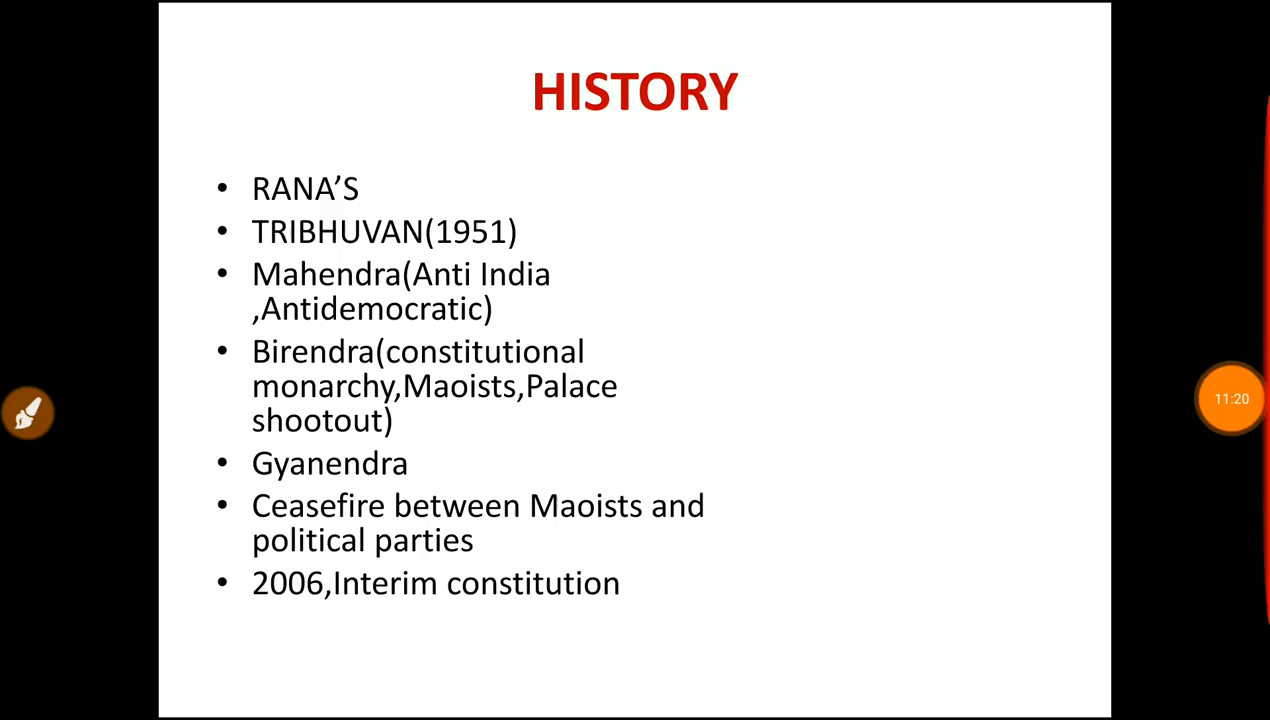 HISTORY
• RANA’S
• TRIBHUVAN(1951)
• Mahendra(Anti India
,Antidemocratic)
• Birendra(constitutional
monarchy,Maoists,Palace
shootout)
• Gyanendra
• Ceasefire between Maoists and
political parties
• 2006,Interim constitution
11:20